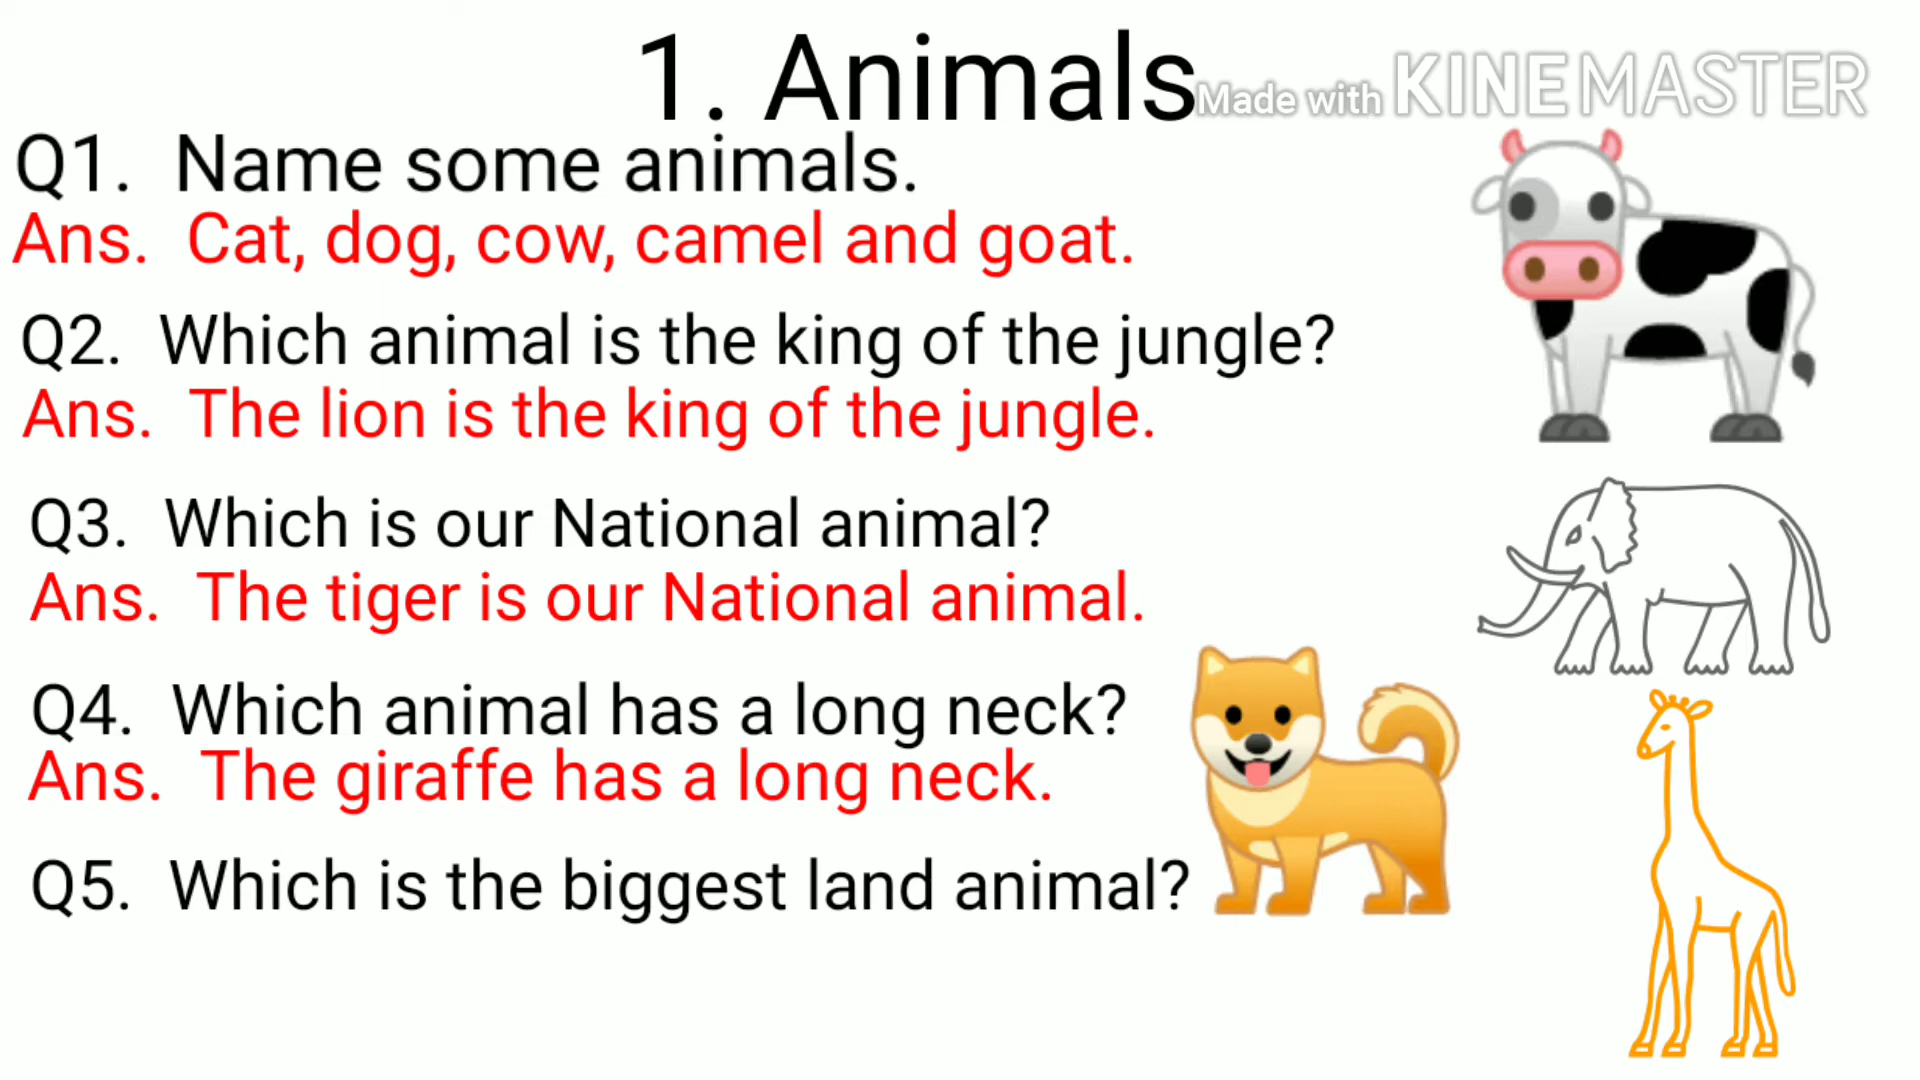 1. Animals
Made with KINEMASTER
Q1. Name some animals.
Ans. Cat, dog, cow, camel and goat.
Q2. Which animal is the king of the jungle?
Ans. The lion is the king of the jungle.
Q3. Which is our National animal?
Ans. The tiger is our National animal.
Q4. Which animal has a long neck?
Ans. The giraffe has a long neck.
Q5. Which is the biggest land animal?